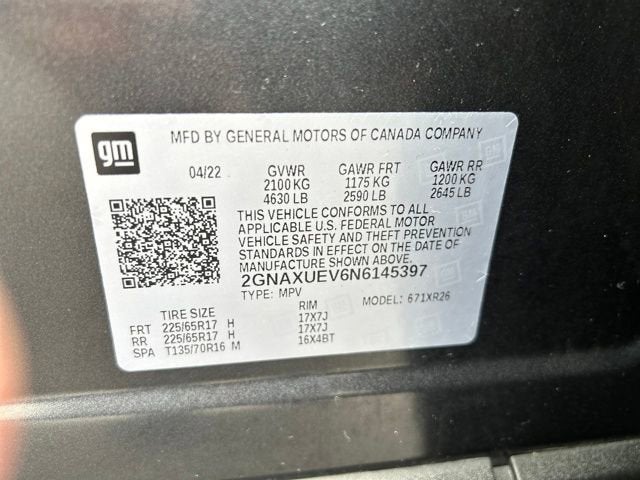 gm
MFD BY GENERAL MOTORS OF CANADA COMPANY
04/22 GVWR GAWR FRT GAWR RR
2100 KG 1175 KG 1200 KG
4630 LB 2590 LB 2645 LB
THIS VEHICLE CONFORMS TO ALL
APPLICABLE U.S. FEDERAL MOTOR
VEHICLE SAFETY AND THEFT PREVENTION
STANDARDS IN EFFECT ON THE DATE OF
MANUFACTURE SHOWN ABOVE.
2GNAXUEV6N6145397
TYPE: MPV MODEL: 671XR26
TIRE SIZE RIM
FRT 225/65R17 H 17X7J
RR 225/65R17 H 17X7J
SPA T135/70R16 M 16X4BT